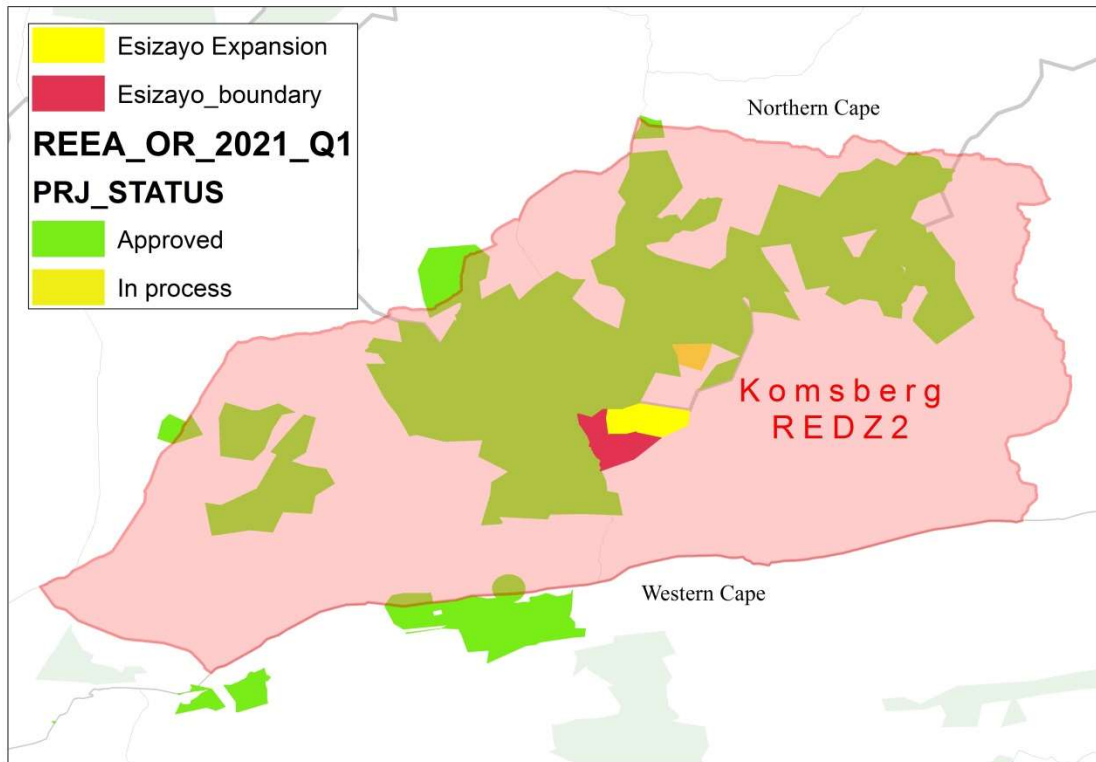 Esizayo Expansion
Esizayo_boundary
REEA_OR_2021_Q1
PRJ_STATUS
Approved
In process
Northern Cape
Komsberg
REDZ2
Western Cape